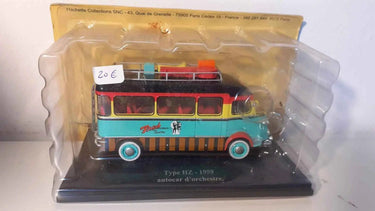 Hachette Collections SNC - 43, Quai de Grenelle - 75905 Paris Cedex 15 - France -
20€
Type HZ - 1959
autocar d'orchestre,